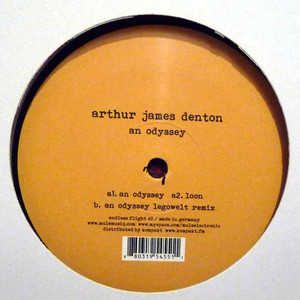 arthur james denton
an odyssey
a1. an odyssey a2. loon
b. an odyssey legowelt remix
endless flight 20 / made in germany
www.mulemusiq.com www.myspace.com/muleelectronic
distributed by kompakt www.kompakt.fm